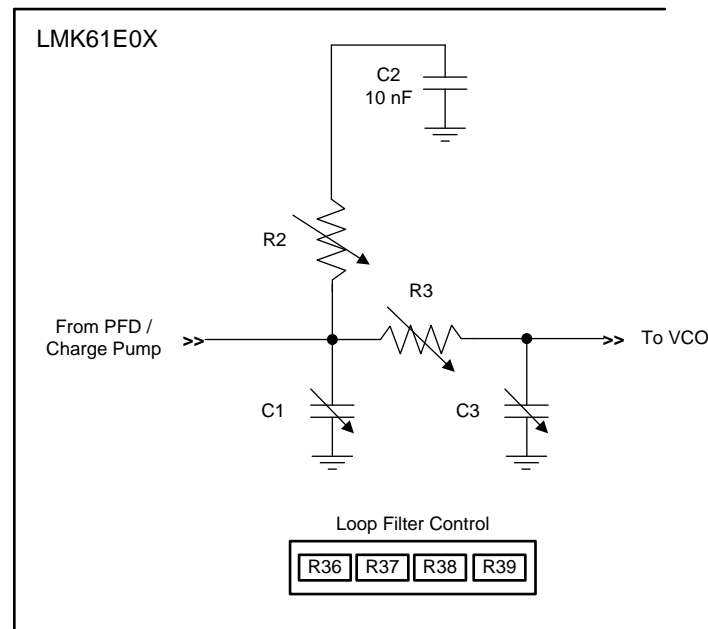 LMK61E0X
C2
10 nF
R2
R3
From PFD /
Charge Pump
>>
>>
To VCO
C1
C3
Loop Filter Control
R36 R37 R38 R39